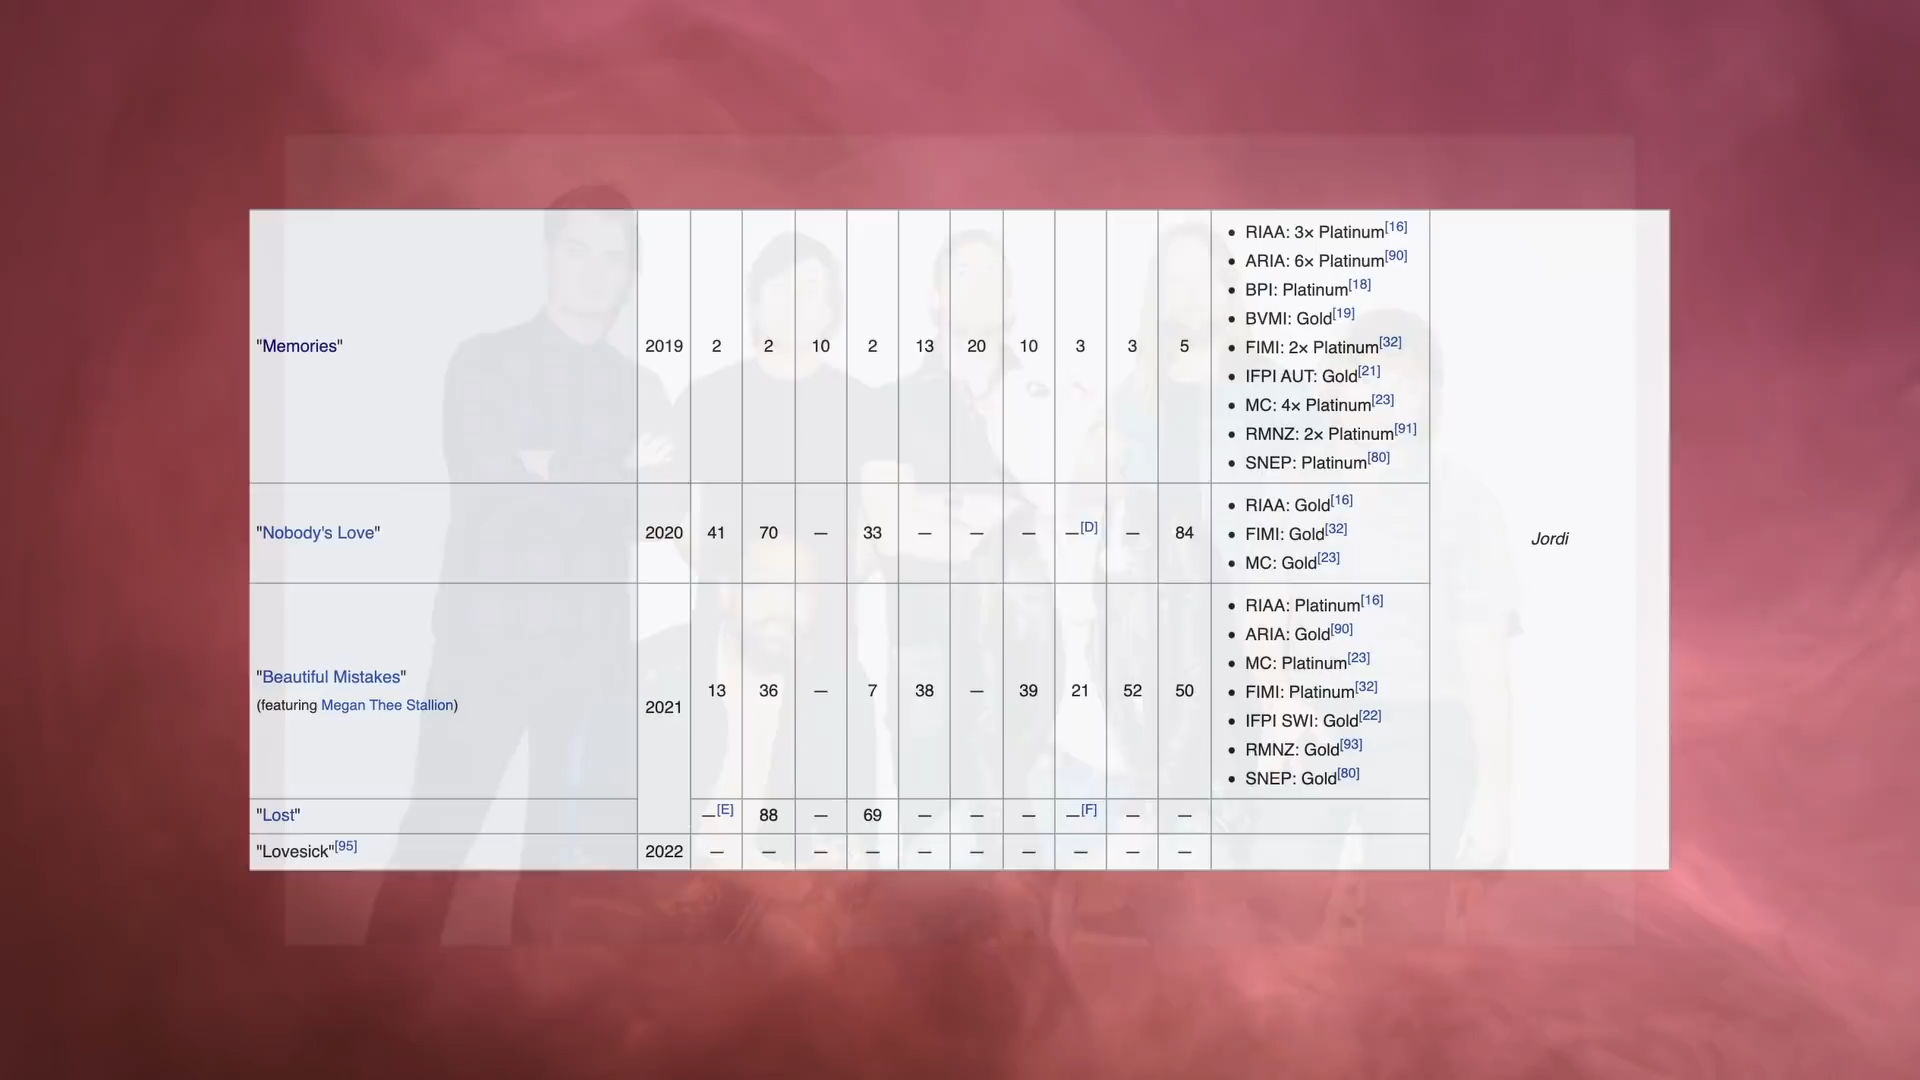 "Memories" 2019 2 2 10 2 13 20 10 3 3 5
• RIAA: 3× Platinum[16]
• ARIA: 6× Platinum[90]
• BPI: Platinum[18]
• BVMI: Gold[19]
• FIMI: 2× Platinum[32]
• IFPI AUT: Gold[21]
• MC: 4× Platinum[23]
• RMNZ: 2× Platinum[91]
• SNEP: Platinum[80]
Jordi
"Nobody's Love" 2020 41 70 — 33 — — — —[D] — 84
• RIAA: Gold[16]
• FIMI: Gold[32]
• MC: Gold[23]
"Beautiful Mistakes"
(featuring Megan Thee Stallion)
2021 13 36 — 7 38 — 39 21 52 50
• RIAA: Platinum[16]
• ARIA: Gold[90]
• MC: Platinum[23]
• FIMI: Platinum[32]
• IFPI SWI: Gold[22]
• RMNZ: Gold[93]
• SNEP: Gold[80]
"Lost" —[E] 88 — 69 — — — —[F] — —
"Lovesick"[95] 2022 — — — — — — — — — —